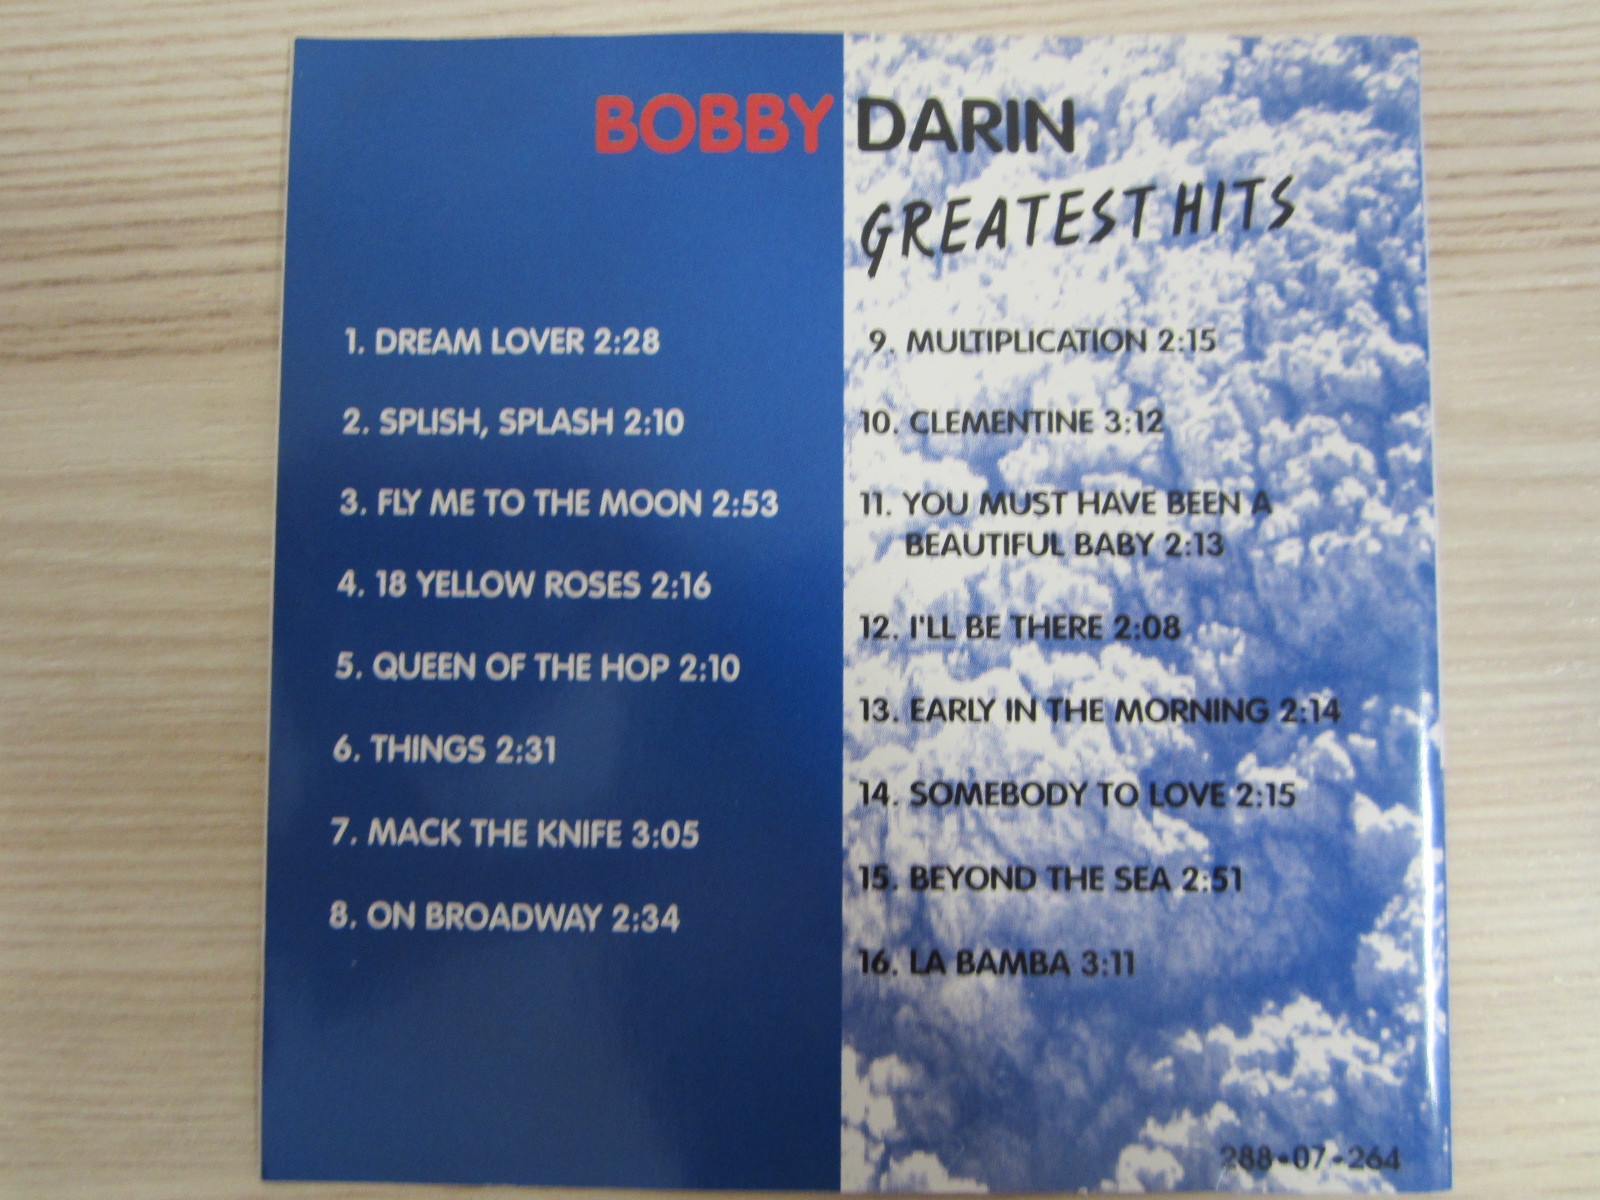 BOBBY DARIN
GREATEST HITS
1. DREAM LOVER 2:28
2. SPLISH, SPLASH 2:10
3. FLY ME TO THE MOON 2:53
4. 18 YELLOW ROSES 2:16
5. QUEEN OF THE HOP 2:10
6. THINGS 2:31
7. MACK THE KNIFE 3:05
8. ON BROADWAY 2:34
9. MULTIPLICATION 2:15
10. CLEMENTINE 3:12
11. YOU MUST HAVE BEEN A
BEAUTIFUL BABY 2:13
12. I'LL BE THERE 2:08
13. EARLY IN THE MORNING 2:14
14. SOMEBODY TO LOVE 2:15
15. BEYOND THE SEA 2:51
16. LA BAMBA 3:11
288-07-264